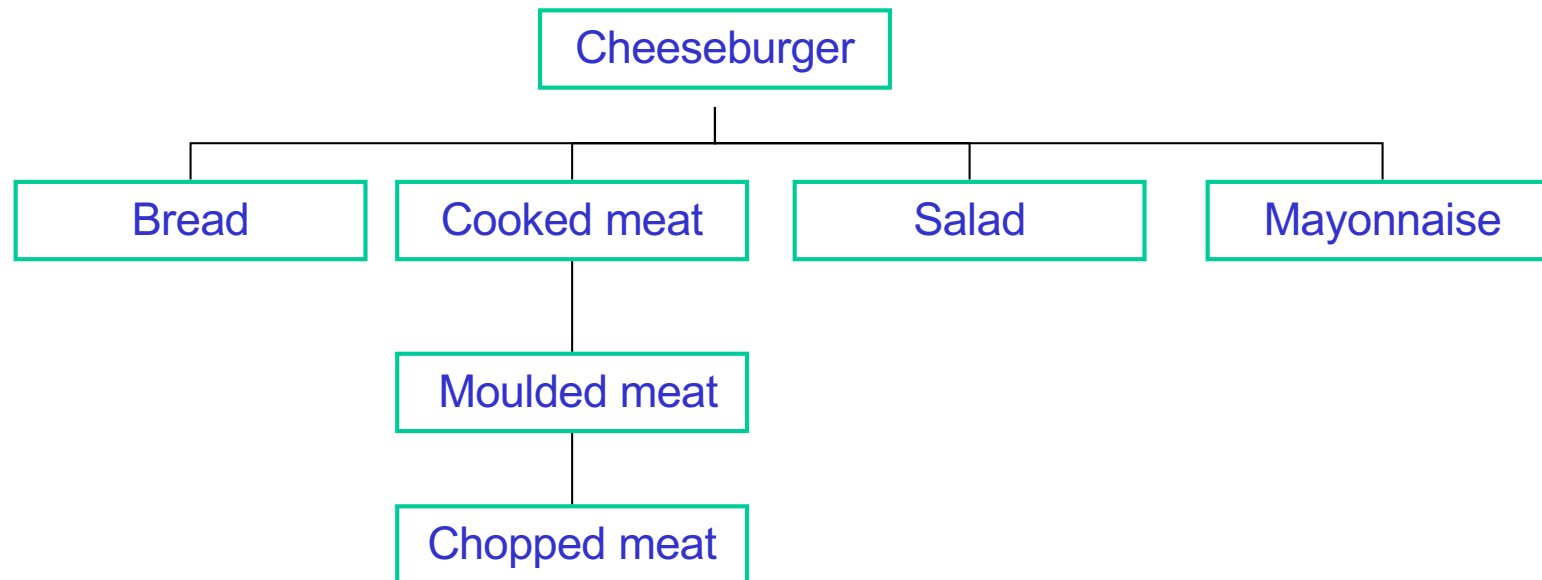 Cheeseburger
Bread
Cooked meat
Salad
Mayonnaise
Moulded meat
Chopped meat